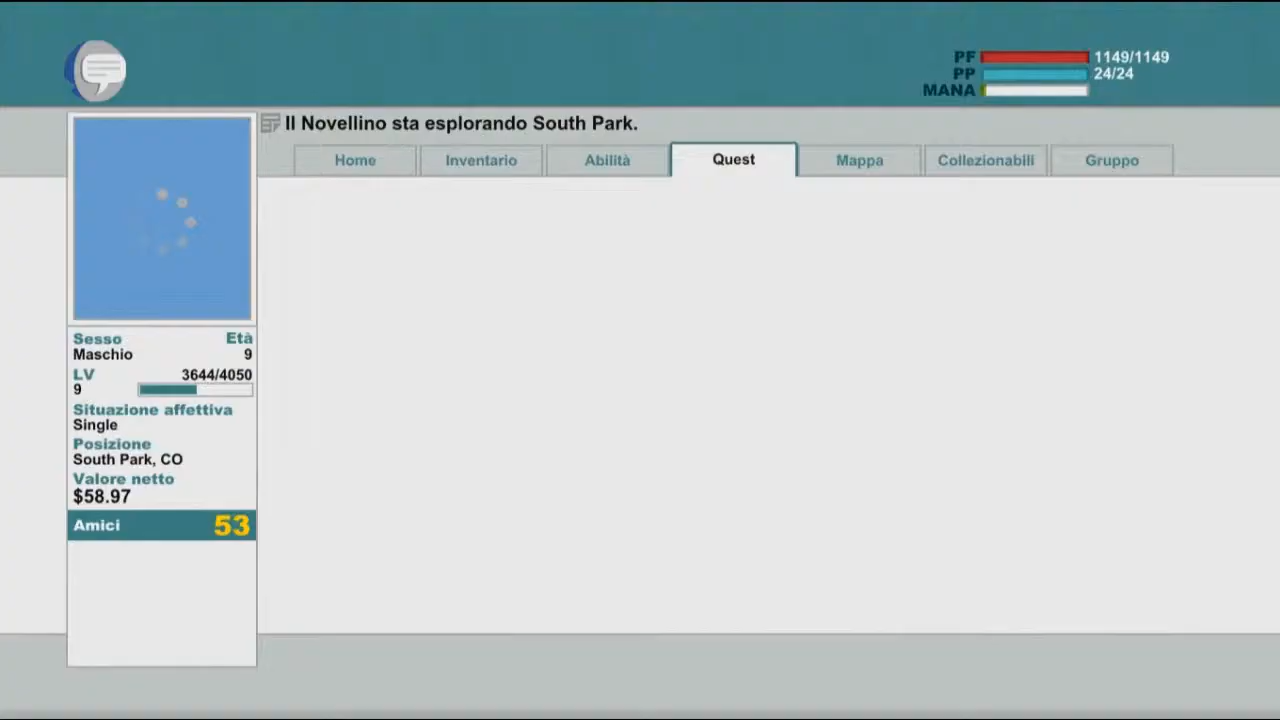 PF 1149/1149
PP 24/24
MANA
Il Novellino sta esplorando South Park.
Home Inventario Abilità Quest Mappa Collezionabili Gruppo
Sesso Età
Maschio 9
LV 3644/4050
9
Situazione affettiva
Single
Posizione
South Park, CO
Valore netto
$58.97
Amici 53